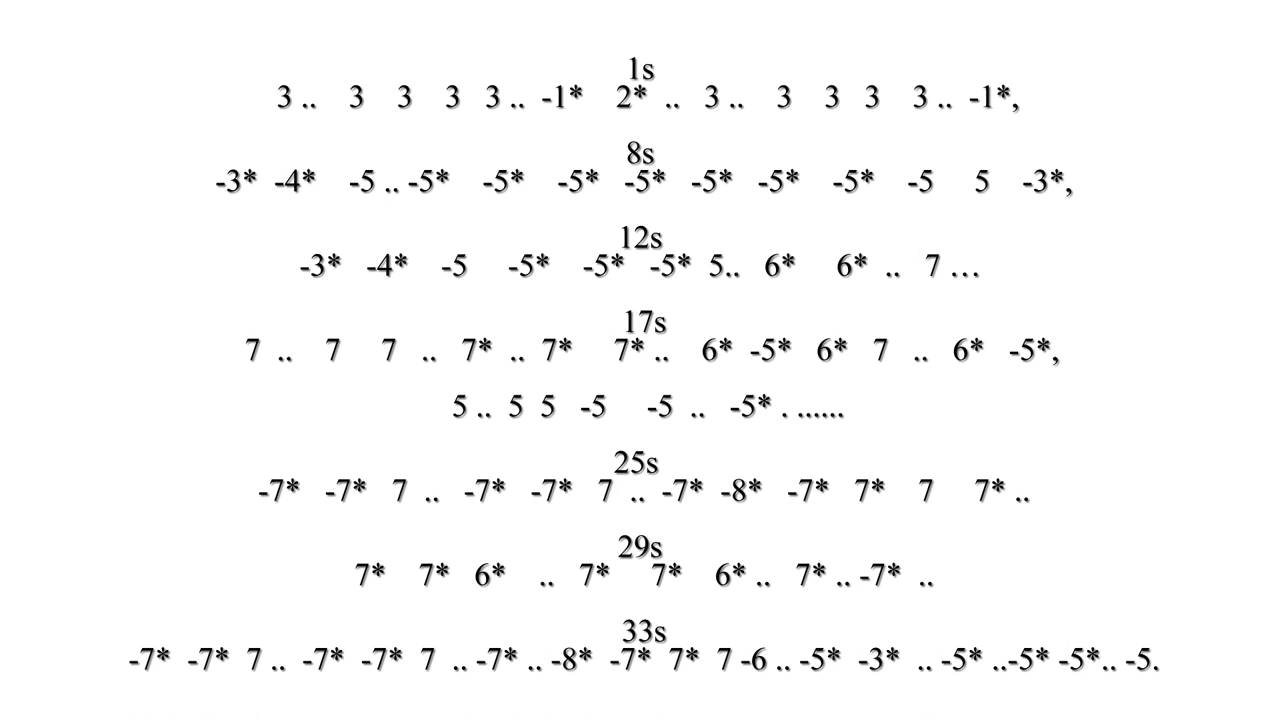 1s
3 .. 3 3 3 3 .. -1* 2* .. 3 .. 3 3 3 3 .. -1*,
8s
-3* -4* -5 .. -5* -5* -5* -5* -5* -5* -5* -5 5 -3*,
12s
-3* -4* -5 -5* -5* -5* 5.. 6* 6* .. 7 ...
17s
7 .. 7 7 .. 7* .. 7* 7* .. 6* -5* 6* 7 .. 6* -5*,
5 .. 5 5 -5 -5 .. -5* . ......
25s
-7* -7* 7 .. -7* -7* 7 .. -7* -8* -7* 7* 7 7* ..
29s
7* 7* 6* .. 7* 7* 6* .. 7* .. -7* ..
33s
-7* -7* 7 .. -7* -7* 7 .. -7* .. -8* -7* 7* 7 -6 .. -5* -3* .. -5* ..-5* -5*.. -5.